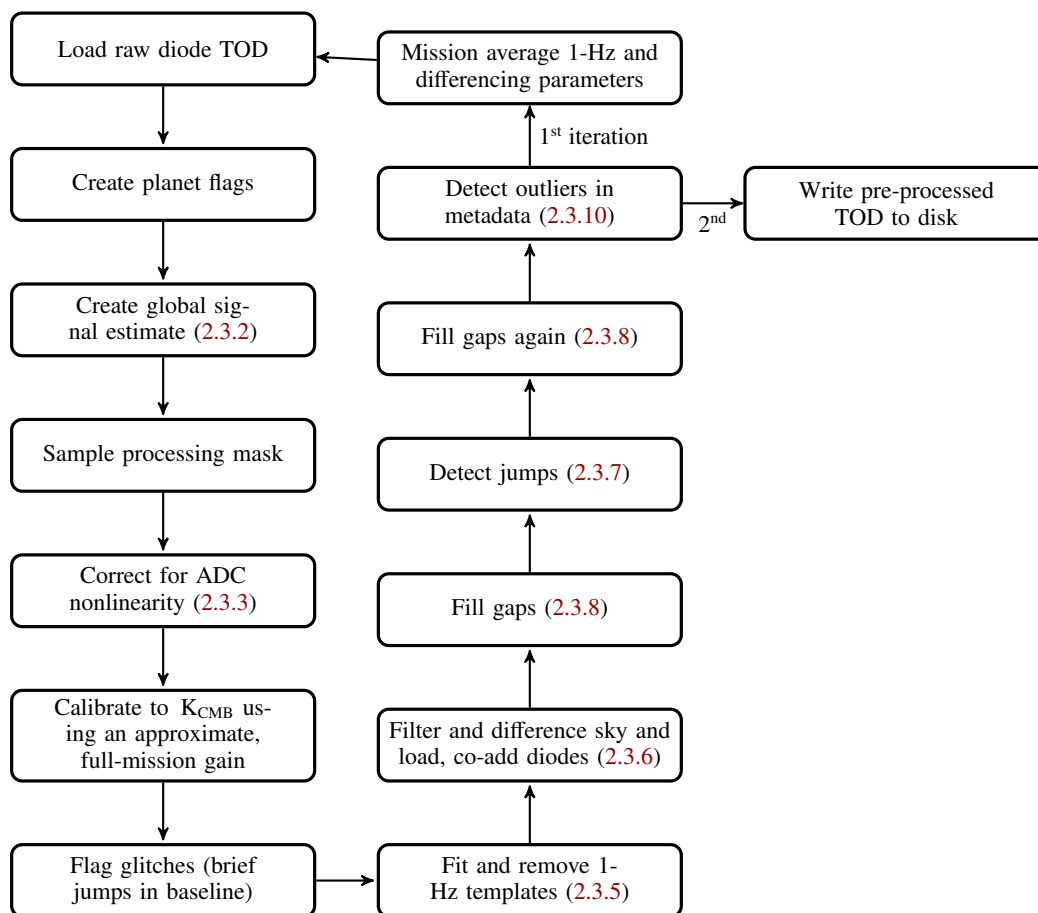 Load raw diode TOD
Create planet flags
Create global sig-
nal estimate (2.3.2)
Sample processing mask
Correct for ADC
nonlinearity (2.3.3)
Calibrate to K_CMB us-
ing an approximate,
full-mission gain
Flag glitches (brief
jumps in baseline)
Fit and remove 1-
Hz templates (2.3.5)
Filter and difference sky and
load, co-add diodes (2.3.6)
Fill gaps (2.3.8)
Detect jumps (2.3.7)
Fill gaps again (2.3.8)
Detect outliers in
metadata (2.3.10)
1st iteration
Mission average 1-Hz and
differencing parameters
2nd
Write pre-processed
TOD to disk